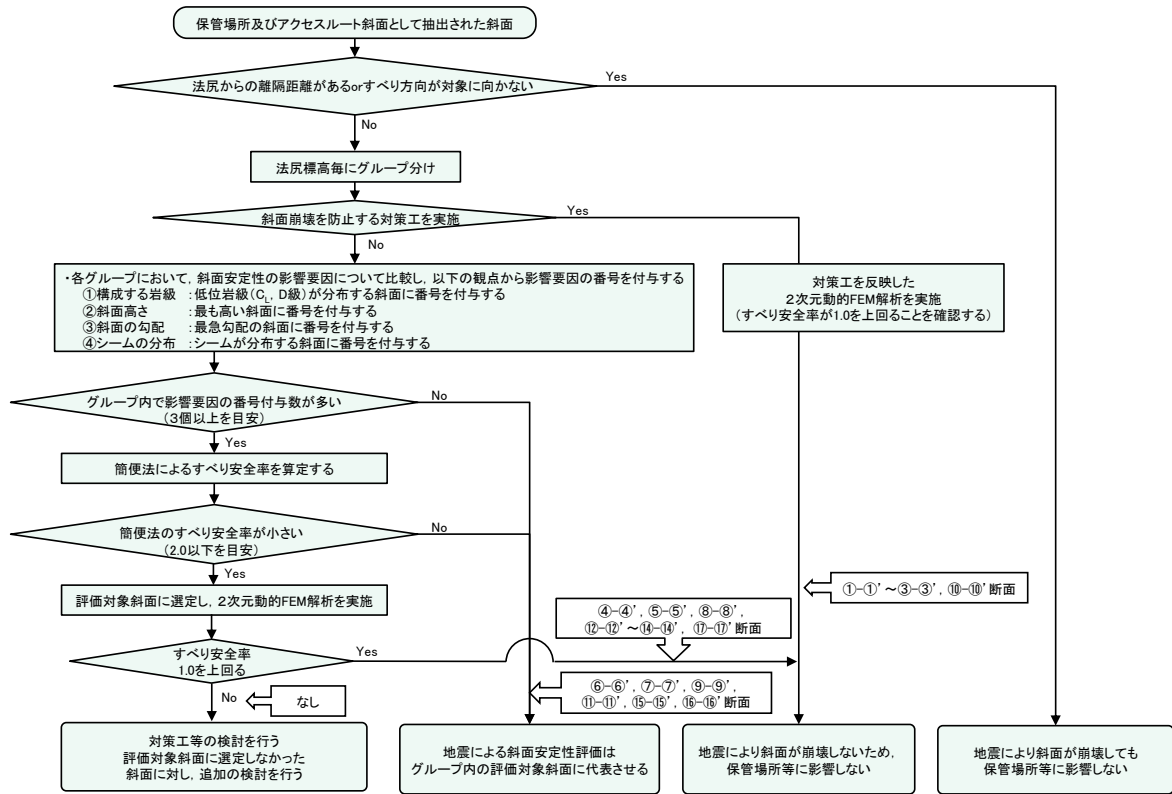 保管場所及びアクセスルート斜面として抽出された斜面
法尻からの離隔距離があるorすべり方向が対象に向かない
Yes
No
法尻標高毎にグループ分け
斜面崩壊を防止する対策工を実施
Yes
No
・各グループにおいて，斜面安定性の影響要因について比較し，以下の観点から影響要因の番号を付与する
①構成する岩級 ：低位岩級（CL，D級）が分布する斜面に番号を付与する
②斜面高さ ：最も高い斜面に番号を付与する
③斜面の勾配 ：最急勾配の斜面に番号を付与する
④シームの分布 ：シームが分布する斜面に番号を付与する
対策工を反映した
２次元動的FEM解析を実施
（すべり安全率が1.0を上回ることを確認する）
グループ内で影響要因の番号付与数が多い
（３個以上を目安）
No
Yes
簡便法によるすべり安全率を算定する
簡便法のすべり安全率が小さい
（2.0以下を目安）
No
Yes
評価対象斜面に選定し，２次元動的FEM解析を実施
①-①’～③-③’，⑩-⑩’断面
④-④’，⑤-⑤’，⑧-⑧’，
⑫-⑫’～⑭-⑭’，⑰-⑰’断面
すべり安全率
1.0を上回る
Yes
No
なし
⑥-⑥’，⑦-⑦’，⑨-⑨’，
⑪-⑪’，⑮-⑮’，⑯-⑯’断面
対策工等の検討を行う
評価対象斜面に選定しなかった
斜面に対し，追加の検討を行う
地震による斜面安定性評価は
グループ内の評価対象斜面に代表させる
地震により斜面が崩壊しないため，
保管場所等に影響しない
地震により斜面が崩壊しても
保管場所等に影響しない